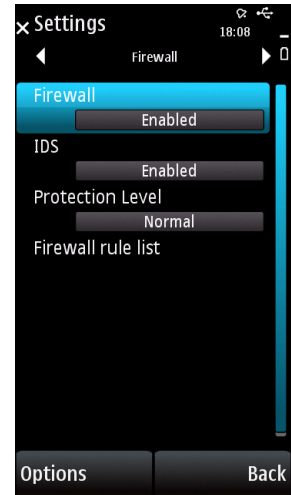 Settings
18:08
Firewall
Firewall
Enabled
IDS
Enabled
Protection Level
Normal
Firewall rule list
Options Back